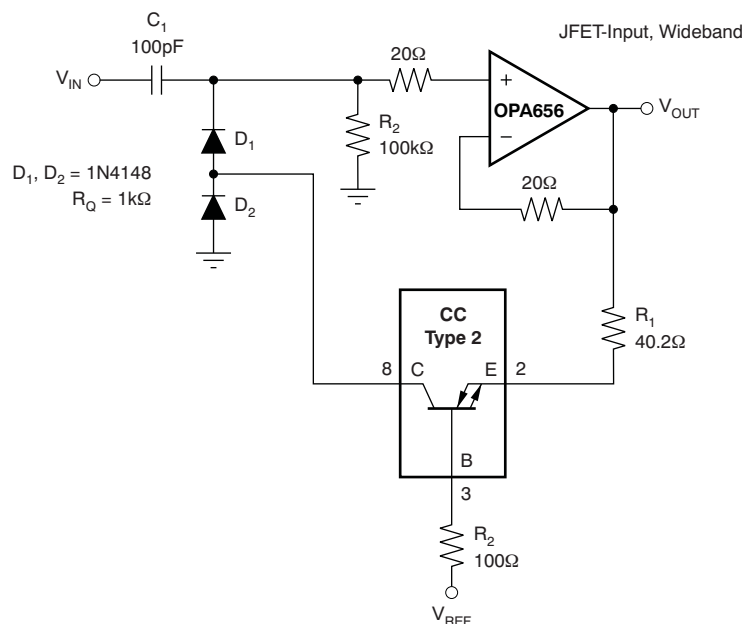 C1
100pF
JFET-Input, Wideband
VIN
20Ω
+
OPA656
−
VOUT
R2
100kΩ
D1
D1, D2 = 1N4148
RQ = 1kΩ
D2
20Ω
CC
Type 2
R1
40.2Ω
8
C
E
2
B
3
R2
100Ω
VREF